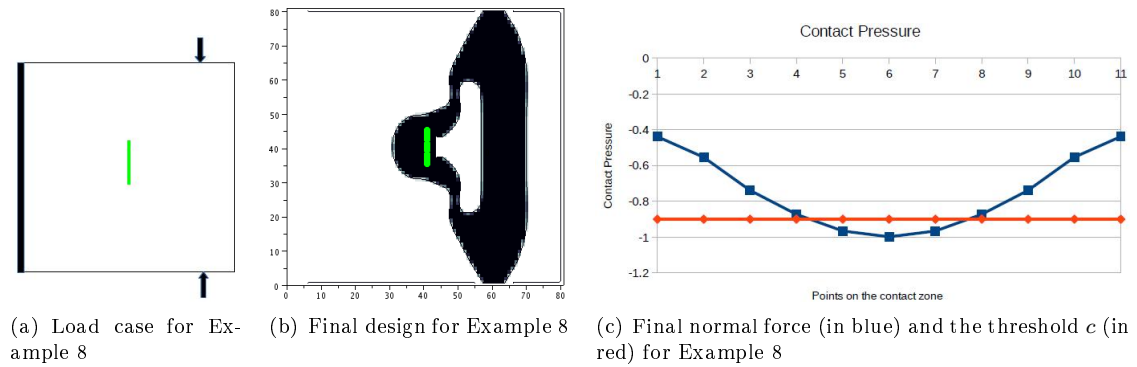 80
70
60
50
40
30
20
10
0
0 10 20 30 40 50 60 70 80
Contact Pressure
0
-0.2
-0.4
-0.6
-0.8
-1
-1.2
1 2 3 4 5 6 7 8 9 10 11
Contact Pressure
Points on the contact zone
(a) Load case for Ex-
ample 8
(b) Final design for Example 8
(c) Final normal force (in blue) and the threshold c (in
red) for Example 8